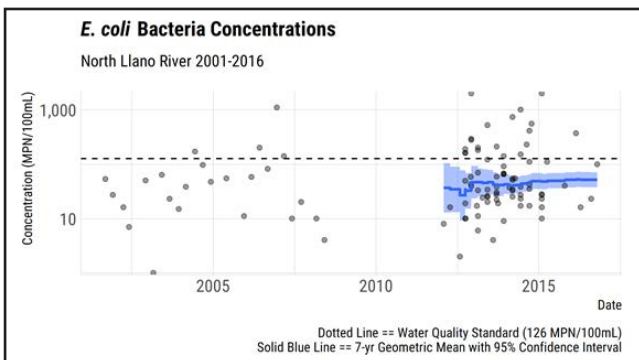 E. coli Bacteria Concentrations
North Llano River 2001-2016
Concentration (MPN/100mL)
1,000
10
2005
2010
2015
Date
Dotted Line == Water Quality Standard (126 MPN/100mL)
Solid Blue Line == 7-yr Geometric Mean with 95% Confidence Interval